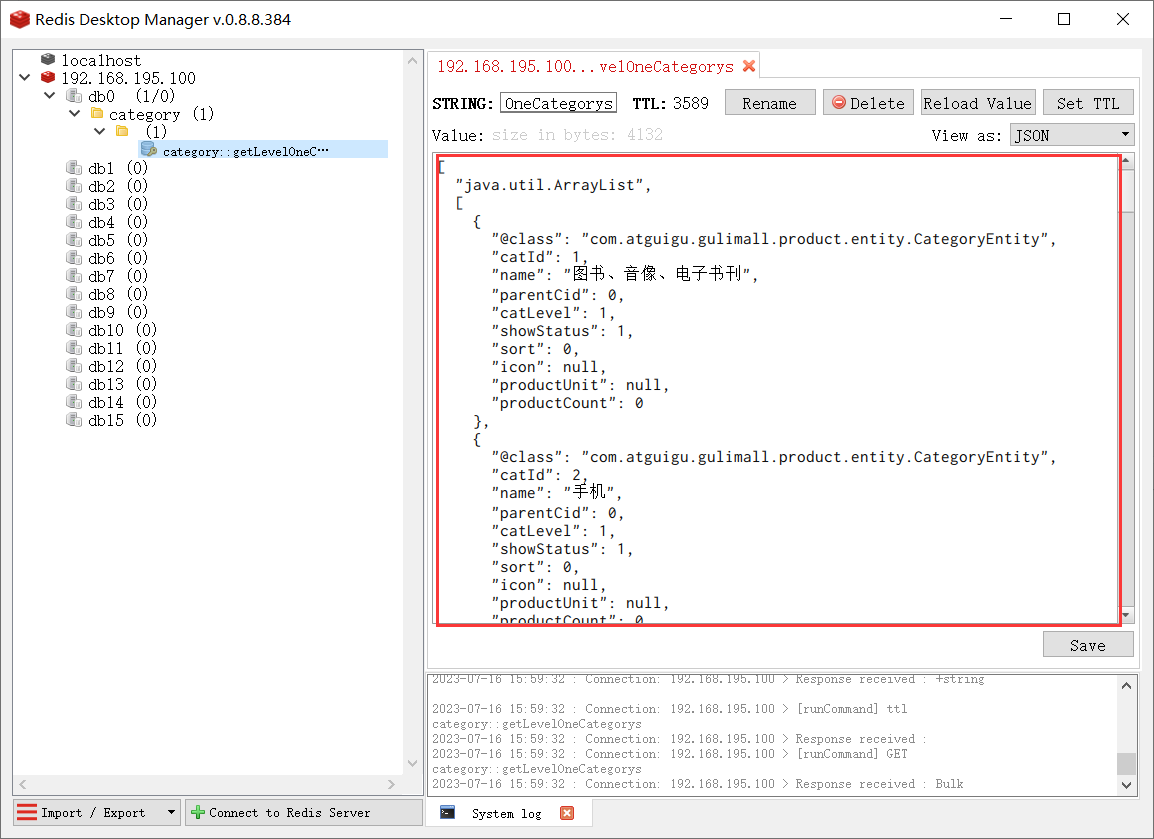 Redis Desktop Manager v.0.8.8.384
localhost
192.168.195.100
db0 (1/0)
category (1)
(1)
category::getLevelOneC...
db1 (0)
db2 (0)
db3 (0)
db4 (0)
db5 (0)
db6 (0)
db7 (0)
db8 (0)
db9 (0)
db10 (0)
db11 (0)
db12 (0)
db13 (0)
db14 (0)
db15 (0)
Import / Export
Connect to Redis Server
192.168.195.100...velOneCategorys
STRING: OneCategorys TTL: 3589 Rename Delete Reload Value Set TTL
Value: size in bytes: 4132 View as: JSON
[
"java.util.ArrayList",
[
{
"@class": "com.atguigu.gulimall.product.entity.CategoryEntity",
"catId": 1,
"name": "图书、音像、电子书刊",
"parentCid": 0,
"catLevel": 1,
"showStatus": 1,
"sort": 0,
"icon": null,
"productUnit": null,
"productCount": 0
},
{
"@class": "com.atguigu.gulimall.product.entity.CategoryEntity",
"catId": 2,
"name": "手机",
"parentCid": 0,
"catLevel": 1,
"showStatus": 1,
"sort": 0,
"icon": null,
"productUnit": null,
"productCount": 0
Save
2023-07-16 15:59:32 : Connection: 192.168.195.100 > Response received : +string
2023-07-16 15:59:32 : Connection: 192.168.195.100 > [runCommand] ttl
category::getLevelOneCategorys
2023-07-16 15:59:32 : Connection: 192.168.195.100 > Response received :
2023-07-16 15:59:32 : Connection: 192.168.195.100 > [runCommand] GET
category::getLevelOneCategorys
2023-07-16 15:59:32 : Connection: 192.168.195.100 > Response received : Bulk
System log